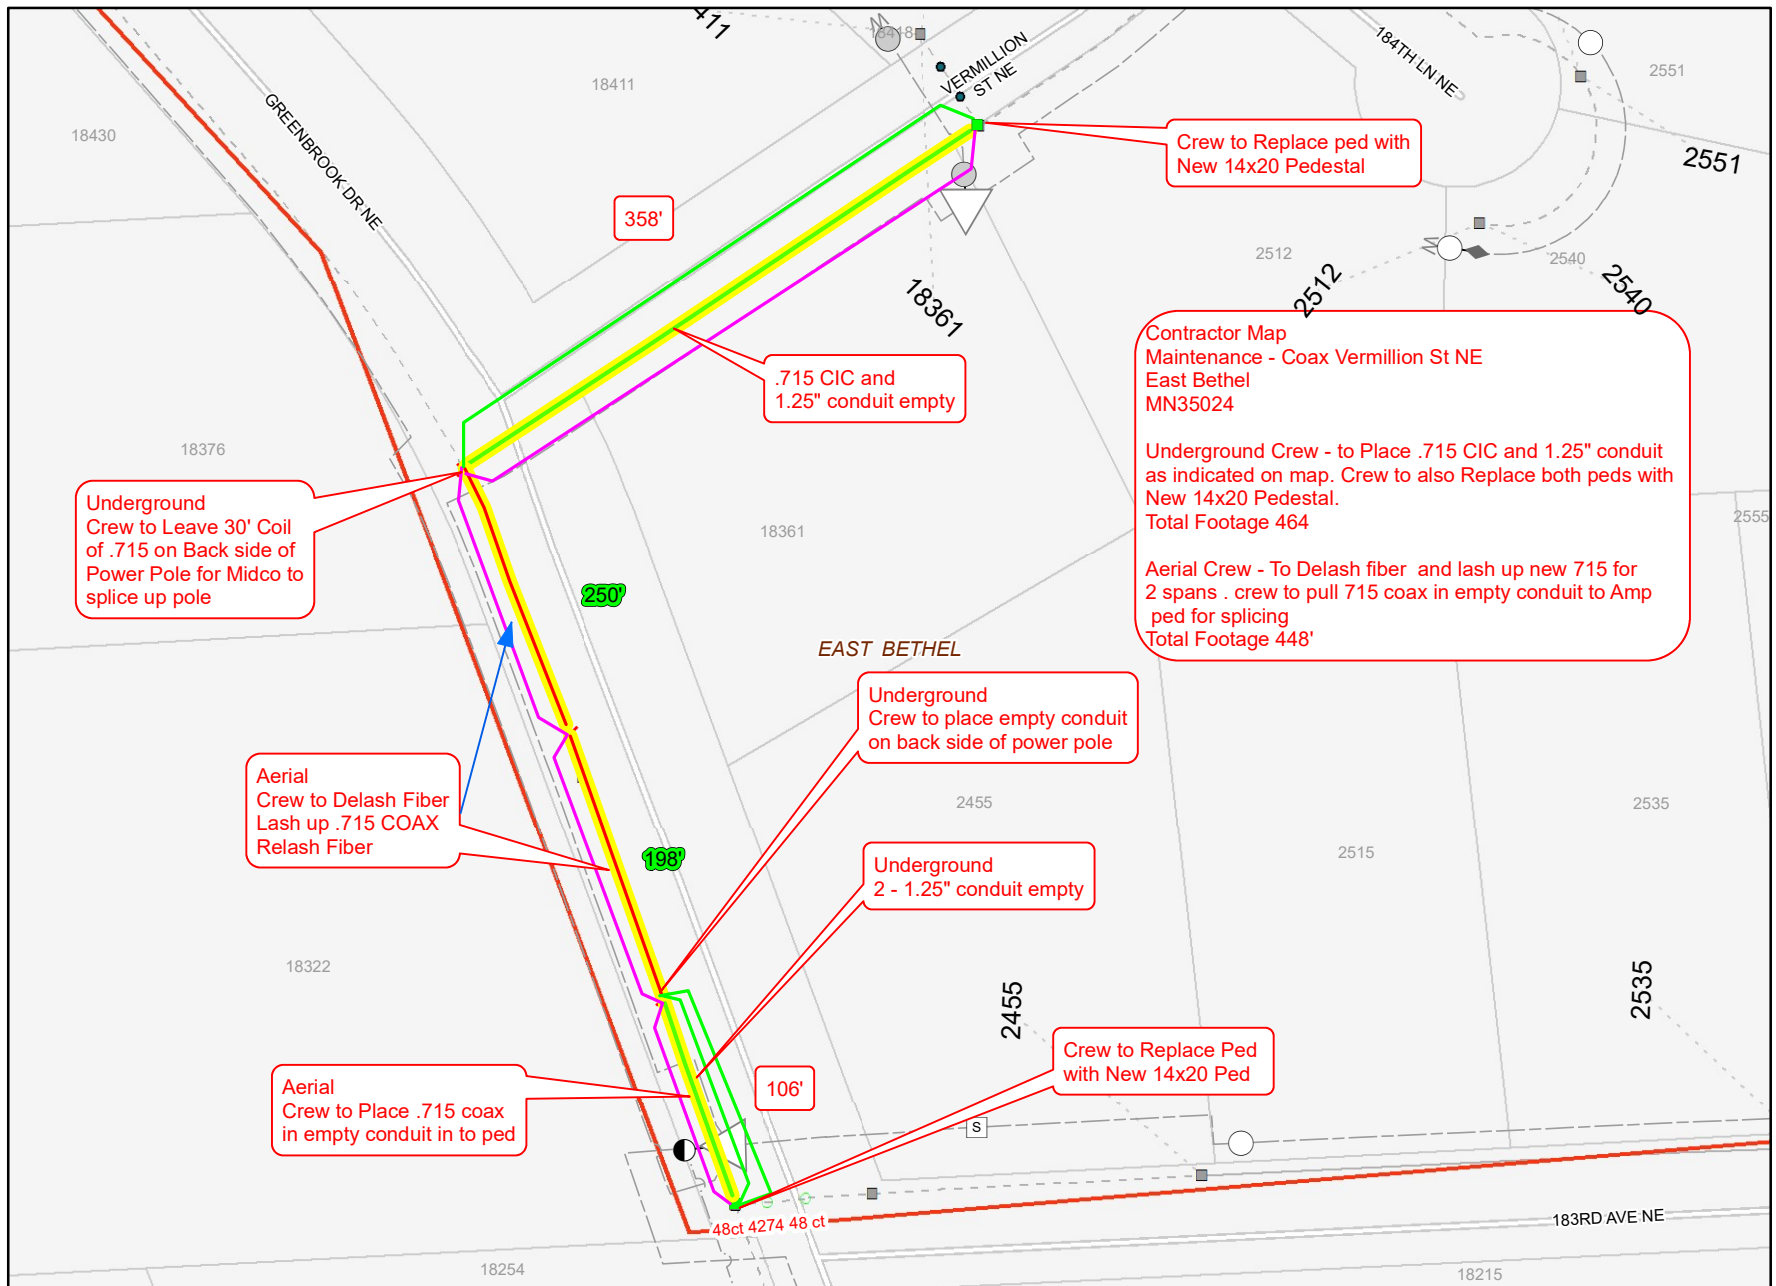 411
18418
VERMILLION
ST NE
184TH LN NE
2551
18411
18430
GREENBROOK DR NE
Crew to Replace ped with
New 14x20 Pedestal
2551
358'
2512
2540
2512
2540
18361
Contractor Map
Maintenance - Coax Vermillion St NE
East Bethel
MN35024
Underground Crew - to Place .715 CIC and 1.25" conduit
as indicated on map. Crew to also Replace both peds with
New 14x20 Pedestal.
Total Footage 464
Aerial Crew - To Delash fiber and lash up new 715 for
2 spans . crew to pull 715 coax in empty conduit to Amp
ped for splicing
Total Footage 448'
.715 CIC and
1.25" conduit empty
18376
Underground
Crew to Leave 30' Coil
of .715 on Back side of
Power Pole for Midco to
splice up pole
18361
2555
250'
EAST BETHEL
Underground
Crew to place empty conduit
on back side of power pole
Aerial
Crew to Delash Fiber
Lash up .715 COAX
Relash Fiber
2455
2535
198'
2515
Underground
2 - 1.25" conduit empty
18322
2455
2535
Crew to Replace Ped
with New 14x20 Ped
106'
Aerial
Crew to Place .715 coax
in empty conduit in to ped
S
48ct 4274 48 ct
183RD AVE NE
18254
18215